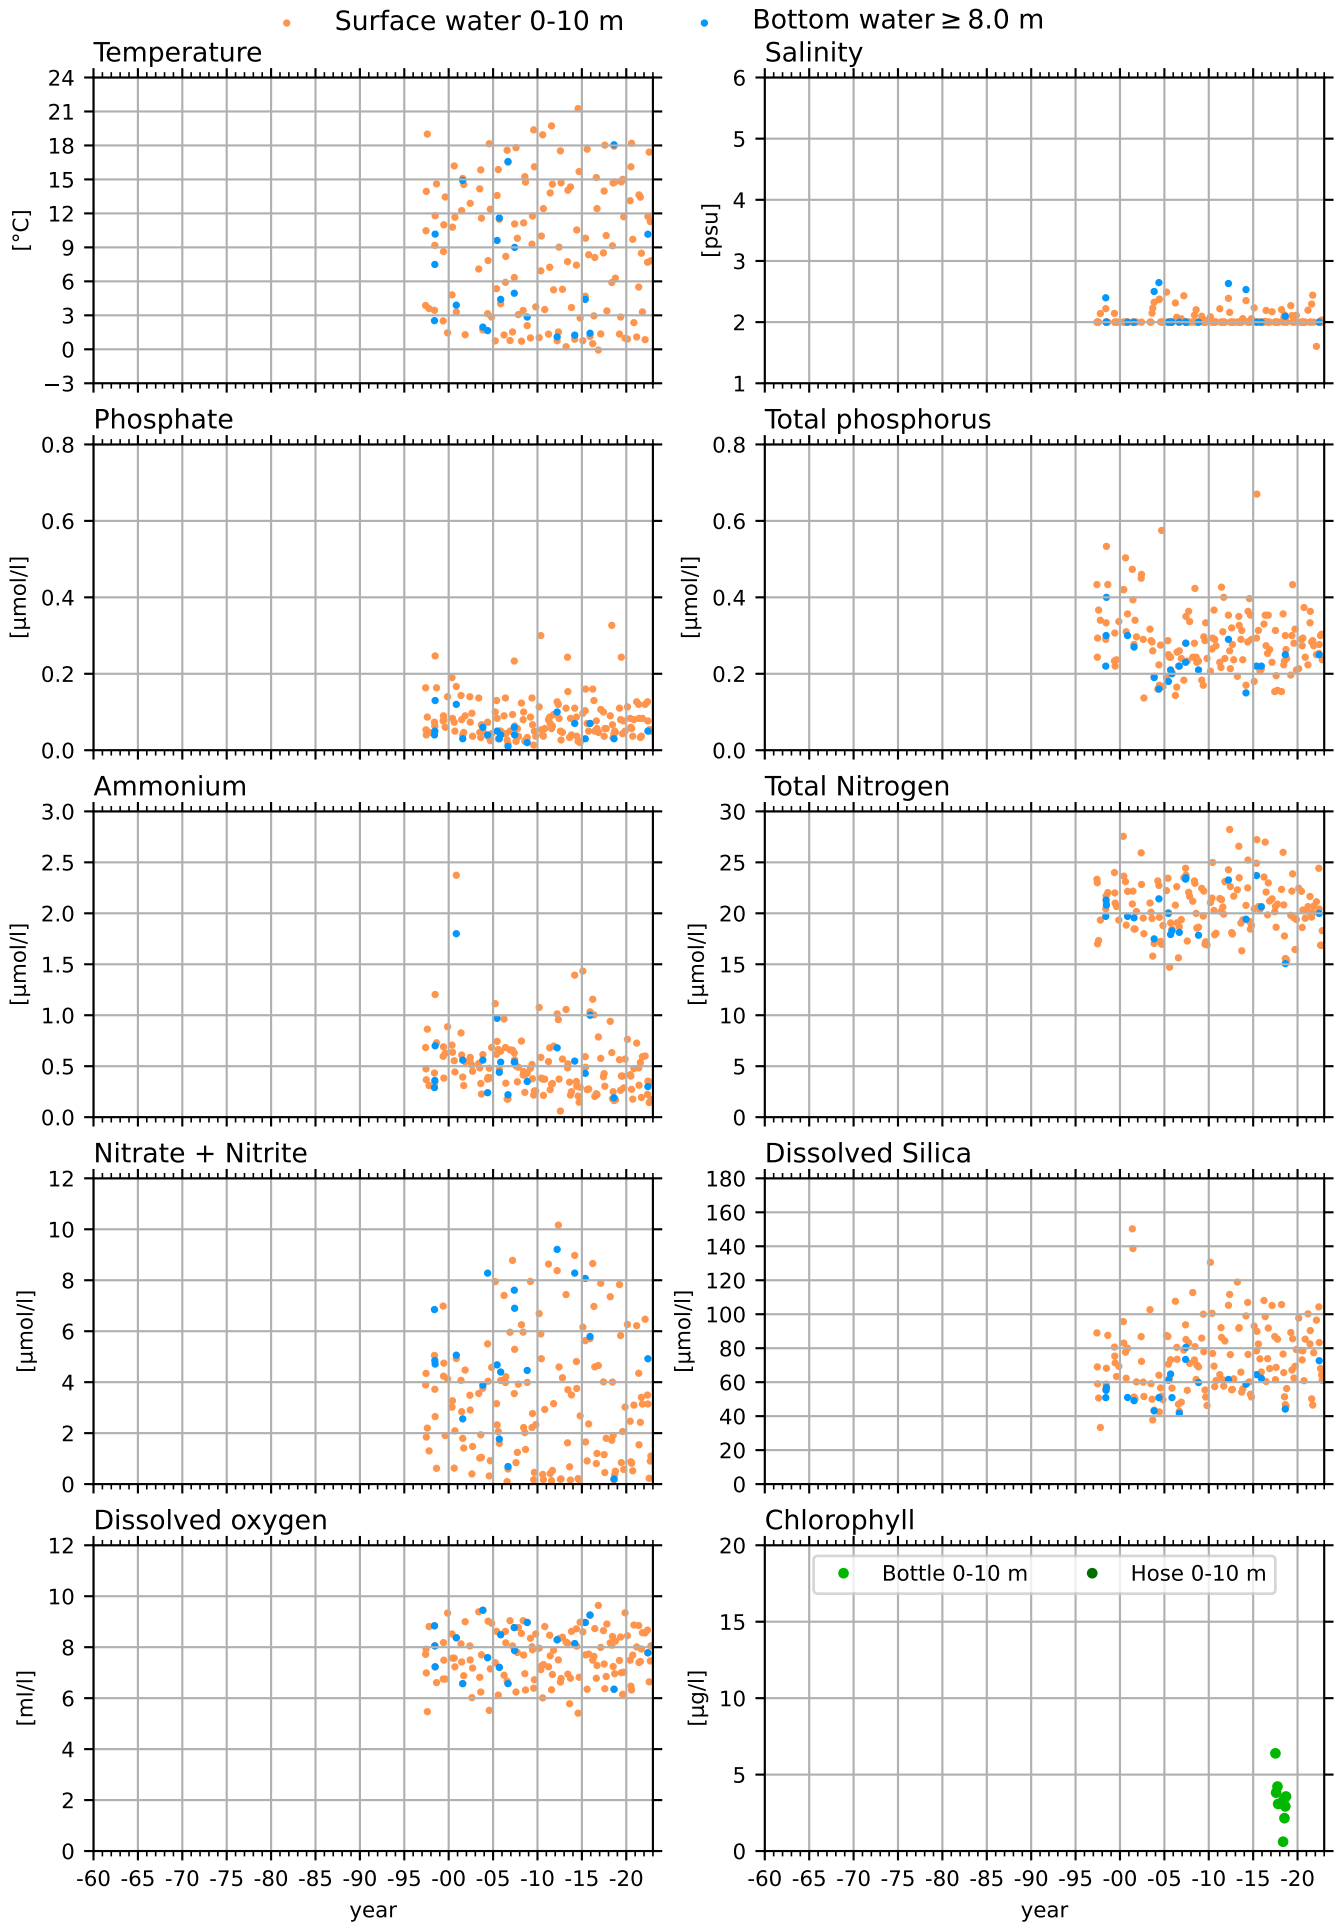 Surface water 0-10 m Bottom water ≥ 8.0 m
Temperature Salinity
24 6
21
18 5
15 4
12
9 3
6
3 2
0
−3 1
[°C] [psu]
Phosphate Total phosphorus
0.8 0.8
0.6 0.6
0.4 0.4
0.2 0.2
0.0 0.0
[µmol/l] [µmol/l]
Ammonium Total Nitrogen
3.0 30
2.5 25
2.0 20
1.5 15
1.0 10
0.5 5
0.0 0
[µmol/l] [µmol/l]
Nitrate + Nitrite Dissolved Silica
12 180
160
10 140
8 120
100
6 80
4 60
40
2 20
0 0
[µmol/l] [µmol/l]
Dissolved oxygen Chlorophyll
12 20
Bottle 0-10 m Hose 0-10 m
10 15
8
6 10
4 5
2
0 0
[ml/l] [µg/l]
-60 -65 -70 -75 -80 -85 -90 -95 -00 -05 -10 -15 -20 -60 -65 -70 -75 -80 -85 -90 -95 -00 -05 -10 -15 -20
year year